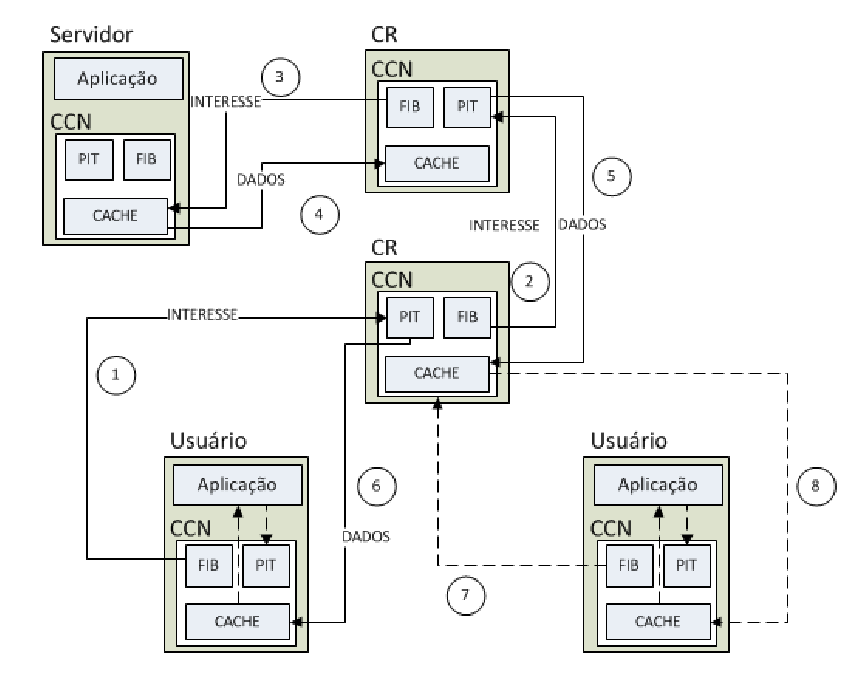 Servidor
Aplicação
CCN
PIT
FIB
CACHE
3
INTERESSE
DADOS
4
CR
CCN
FIB
PIT
CACHE
5
INTERESSE
DADOS
2
CR
CCN
PIT
FIB
CACHE
INTERESSE
1
Usuário
Aplicação
CCN
FIB
PIT
CACHE
6
DADOS
7
Usuário
Aplicação
CCN
FIB
PIT
CACHE
8